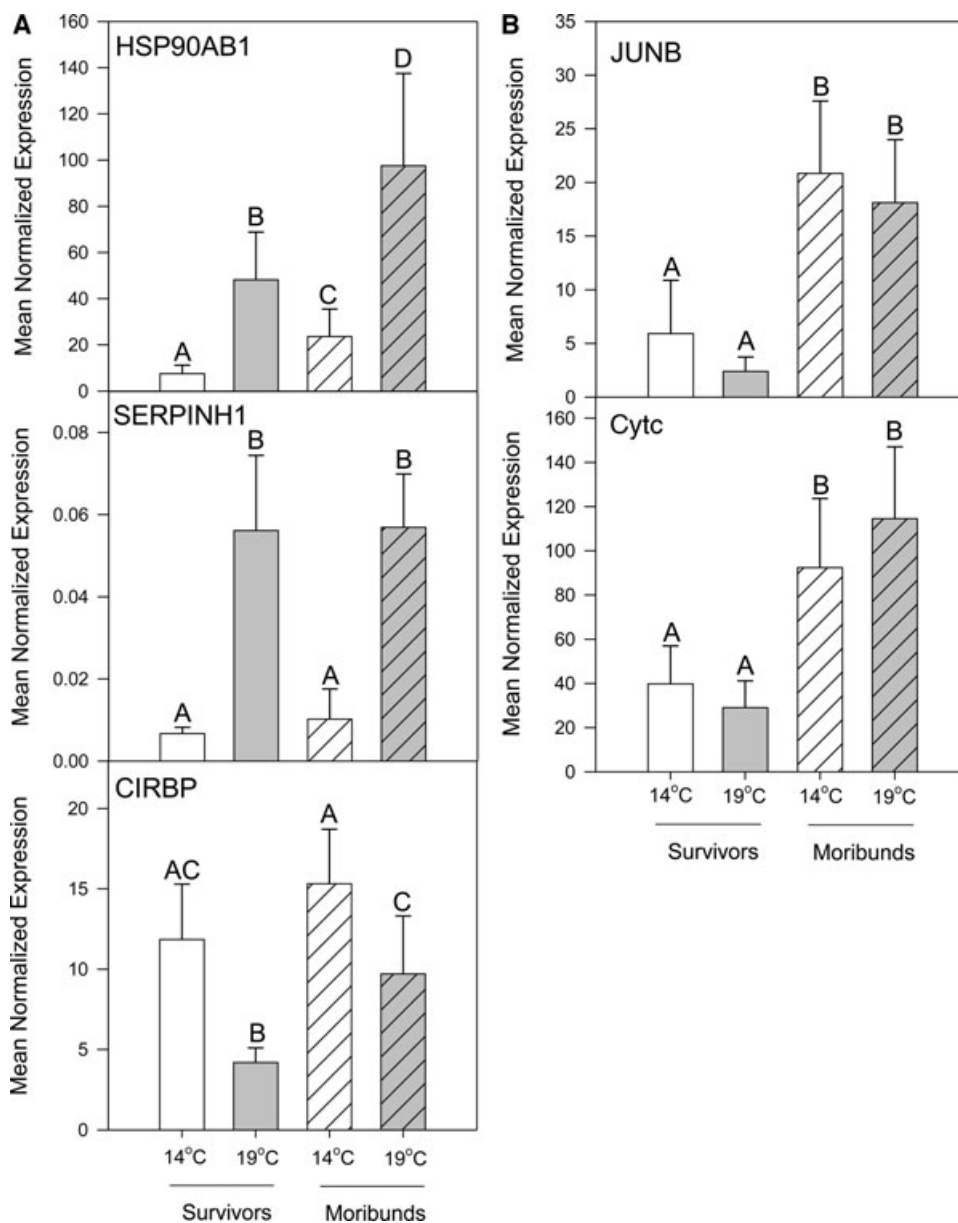 A
HSP90AB1
Mean Normalized Expression
160
140
120
100
80
60
40
20
0
A
B
C
D
SERPINH1
Mean Normalized Expression
0.08
0.06
0.04
0.02
0.00
A
B
A
B
CIRBP
Mean Normalized Expression
20
15
10
5
0
AC
B
A
C
14°C 19°C 14°C 19°C
Survivors Moribunds
B
JUNB
Mean Normalized Expression
35
30
25
20
15
10
5
0
A
A
B
B
Cytc
Mean Normalized Expression
160
140
120
100
80
60
40
20
0
A
A
B
B
14°C 19°C 14°C 19°C
Survivors Moribunds